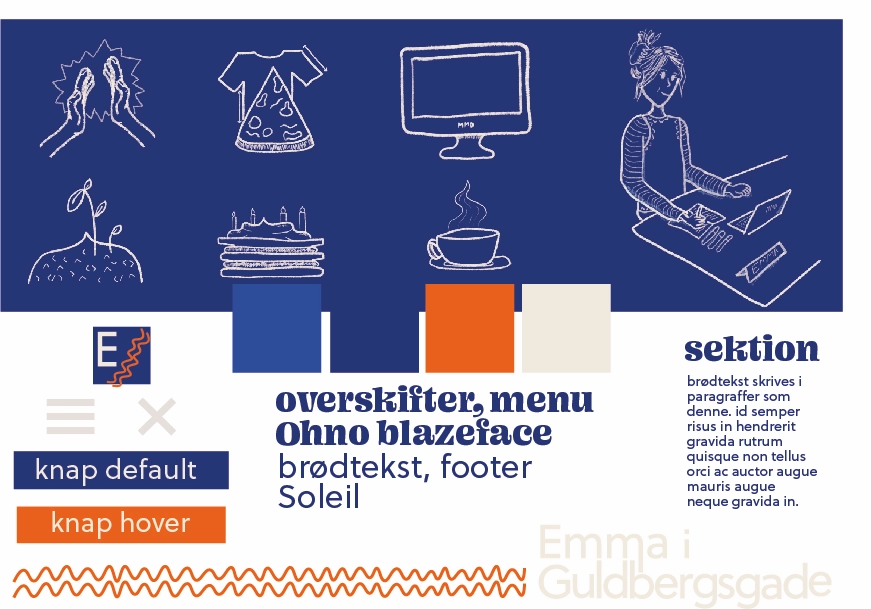 MMD
E
overskifter, menu
Ohno blazeface
brødtekst, footer
Soleil
knap default
knap hover
sektion
brødtekst skrives i
paragraffer som
denne. id semper
risus in hendrerit
gravida rutrum
quisque non tellus
orci ac auctor augue
mauris augue
neque gravida in.
Emma i
Guldbergsgade